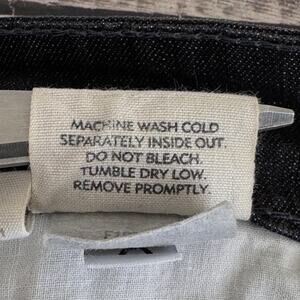 MACHINE WASH COLD
SEPARATELY INSIDE OUT.
DO NOT BLEACH.
TUMBLE DRY LOW.
REMOVE PROMPTLY.